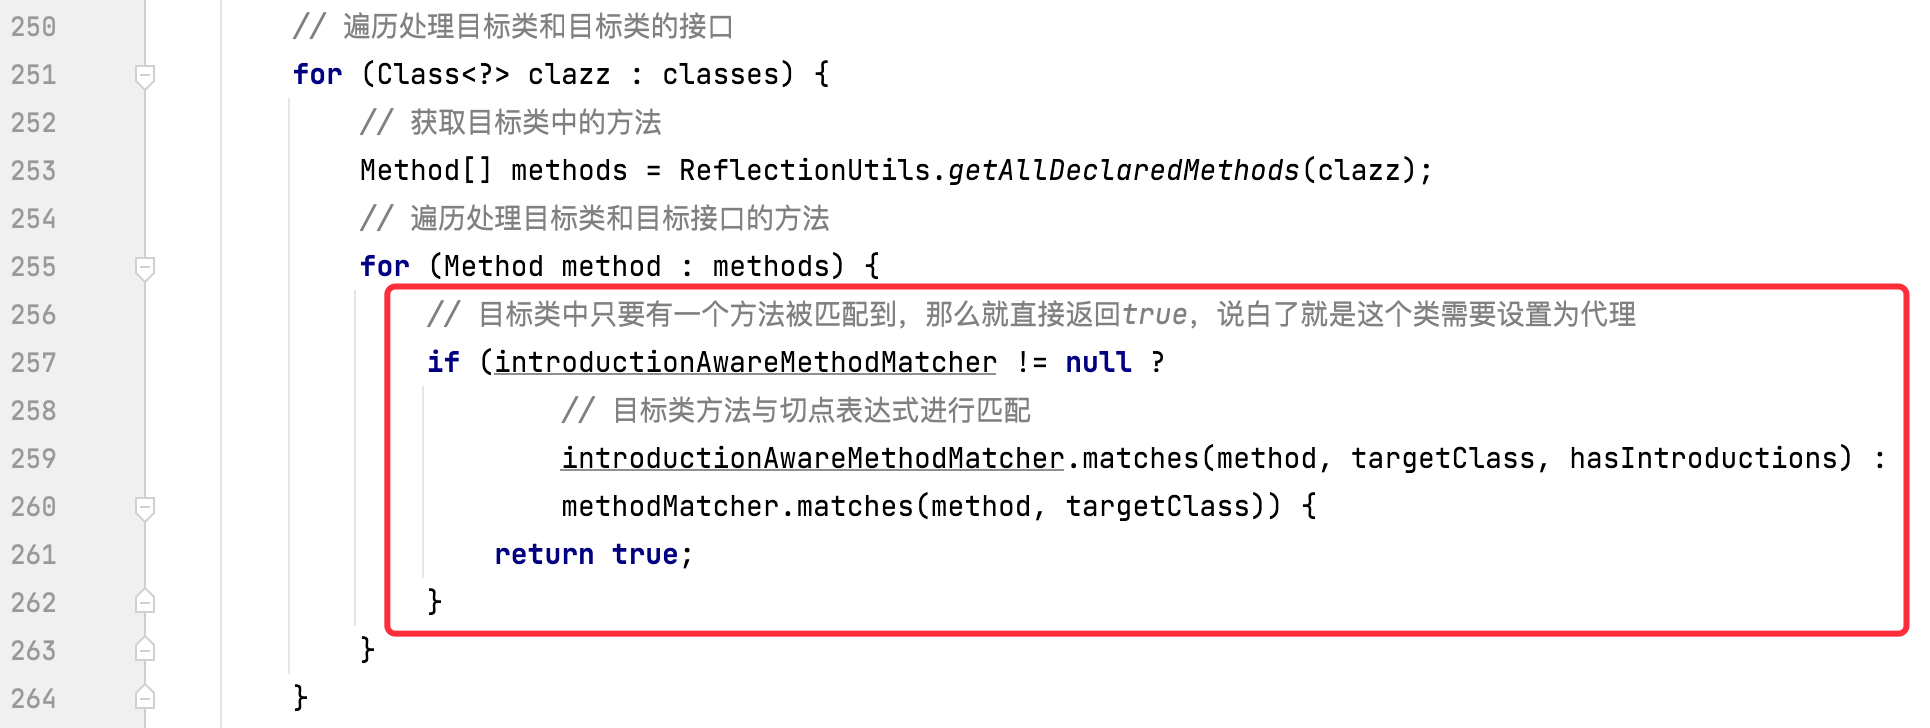 250 // 遍历处理目标类和目标类的接口
251 for (Class<?> clazz : classes) {
252 // 获取目标类中的方法
253 Method[] methods = ReflectionUtils.getAllDeclaredMethods(clazz);
254 // 遍历处理目标类和目标接口的方法
255 for (Method method : methods) {
256 // 目标类中只要有一个方法被匹配到，那么就直接返回true，说白了就是这个类需要设置为代理
257 if (introductionAwareMethodMatcher != null ?
258 // 目标类方法与切点表达式进行匹配
259 introductionAwareMethodMatcher.matches(method, targetClass, hasIntroductions) :
260 methodMatcher.matches(method, targetClass)) {
261 return true;
262 }
263 }
264 }